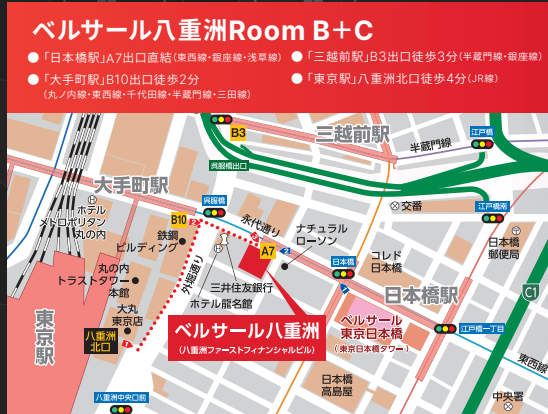 ベルサール八重洲Room B+C
●「日本橋駅」A7出口直結(東西線・銀座線・浅草線)
●「三越前駅」B3出口徒歩3分(半蔵門線・銀座線)
●「大手町駅」B10出口徒歩2分
(丸ノ内線・東西線・千代田線・半蔵門線・三田線)
●「東京駅」八重洲北口徒歩4分(JR線)
B3
三越前駅
江戸橋
半蔵門線
呉服橋出口
大手町駅
ホテル
メトロポリタン
丸の内
呉服橋
B10
永代通り
交番
江戸橋南
鉄鋼
ビルディング
ナチュラル
ローソン
A7
日本橋
郵便局
丸の内
トラストタワー
本館
外堀通り
三井住友銀行
ホテル龍名館
日本橋
コレド
日本橋
日本橋駅
C1
大丸
東京店
東京駅
八重洲
北口
ベルサール八重洲
(八重洲ファーストフィナンシャルビル)
ベルサール
東京日本橋
(東京日本橋タワー)
江戸橋一丁目
東西線
日本橋
高島屋
八重洲中央口前
中央署